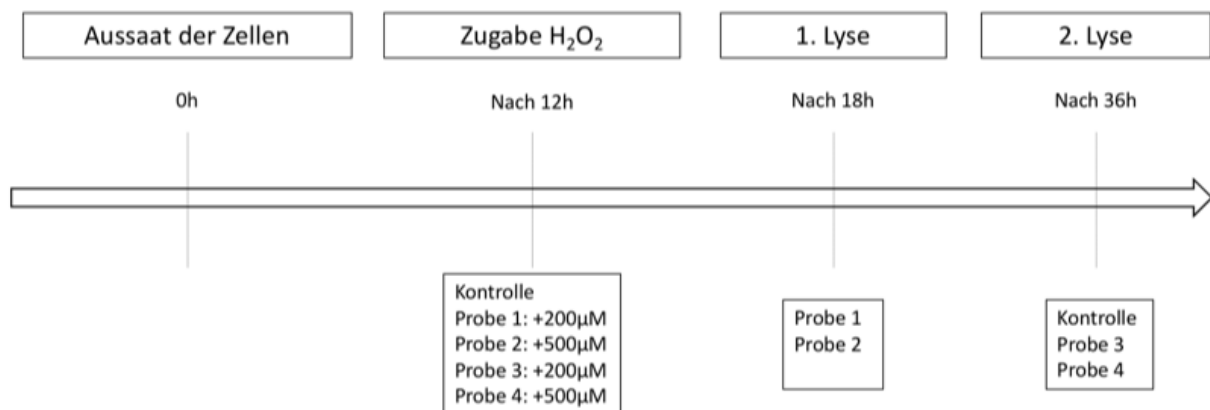 Aussaat der Zellen
Zugabe H₂O₂
1. Lyse
2. Lyse
0h
Nach 12h
Nach 18h
Nach 36h
Kontrolle
Probe 1: +200µM
Probe 2: +500µM
Probe 3: +200µM
Probe 4: +500µM
Probe 1
Probe 2
Kontrolle
Probe 3
Probe 4